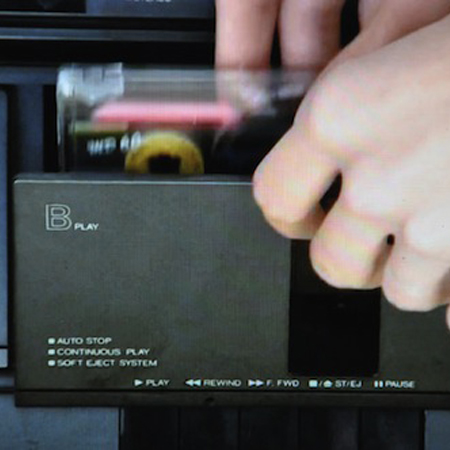 B PLAY
AUTO STOP
CONTINUOUS PLAY
SOFT EJECT SYSTEM
▶ PLAY ◀◀ REWIND ▶▶ F. FWD ■/⏏ ST/EJ ❚❚ PAUSE